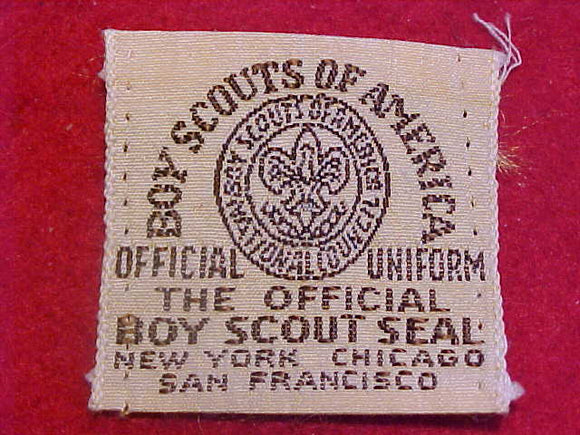 BOY SCOUTS OF AMERICA
BOY SCOUTS OF AMERICA
NATIONAL COUNCIL
OFFICIAL UNIFORM
THE OFFICIAL
BOY SCOUT SEAL
NEW YORK CHICAGO
SAN FRANCISCO